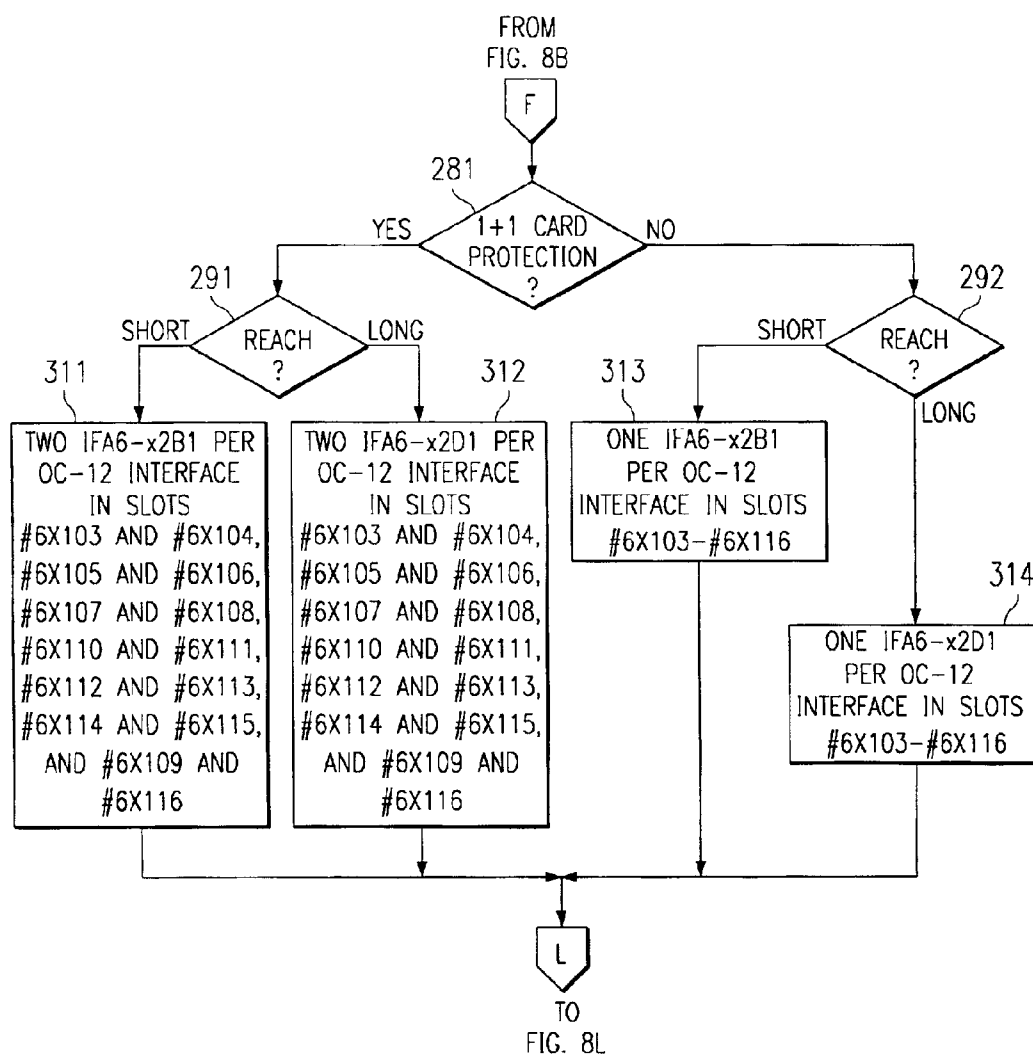 FROM
FIG. 8B
F
281
1+1 CARD
PROTECTION
?
YES
NO
291
REACH
?
SHORT
LONG
292
REACH
?
SHORT
LONG
311
TWO IFA6-x2B1 PER
OC-12 INTERFACE
IN SLOTS
#6X103 AND #6X104,
#6X105 AND #6X106,
#6X107 AND #6X108,
#6X110 AND #6X111,
#6X112 AND #6X113,
#6X114 AND #6X115,
AND #6X109 AND
#6X116
312
TWO IFA6-x2D1 PER
OC-12 INTERFACE
IN SLOTS
#6X103 AND #6X104,
#6X105 AND #6X106,
#6X107 AND #6X108,
#6X110 AND #6X111,
#6X112 AND #6X113,
#6X114 AND #6X115,
AND #6X109 AND
#6X116
313
ONE IFA6-x2B1
PER OC-12
INTERFACE IN SLOTS
#6X103-#6X116
314
ONE IFA6-x2D1
PER OC-12
INTERFACE IN SLOTS
#6X103-#6X116
L
TO
FIG. 8L